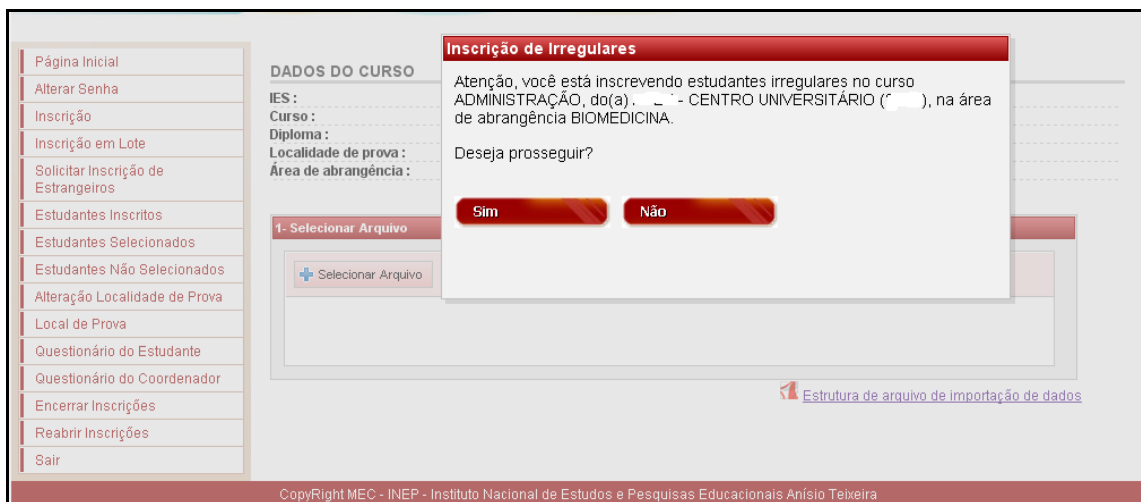 Página Inicial
Alterar Senha
Inscrição
Inscrição em Lote
Solicitar Inscrição de
Estrangeiros
Estudantes Inscritos
Estudantes Selecionados
Estudantes Não Selecionados
Alteração Localidade de Prova
Local de Prova
Questionário do Estudante
Questionário do Coordenador
Encerrar Inscrições
Reabrir Inscrições
Sair
DADOS DO CURSO
IES :
Curso :
Diploma :
Localidade de prova :
Área de abrangência :
Inscrição de Irregulares
Atenção, você está inscrevendo estudantes irregulares no curso
ADMINISTRAÇÃO, do(a) - CENTRO UNIVERSITÁRIO ( ), na área
de abrangência BIOMEDICINA.
Deseja prosseguir?
Sim
Não
1- Selecionar Arquivo
Selecionar Arquivo
Estrutura de arquivo de importação de dados
CopyRight MEC - INEP - Instituto Nacional de Estudos e Pesquisas Educacionais Anísio Teixeira